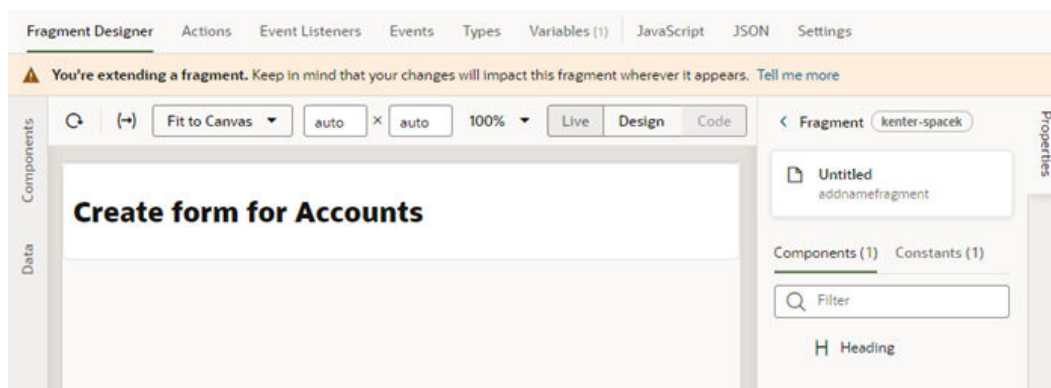 Fragment Designer Actions Event Listeners Events Types Variables (1) JavaScript JSON Settings
You're extending a fragment. Keep in mind that your changes will impact this fragment wherever it appears. Tell me more
Components
Data
Fit to Canvas auto × auto 100% Live Design Code
Create form for Accounts
Fragment kenter-spacek
Untitled
addnamefragment
Components (1) Constants (1)
Filter
H Heading
Properties